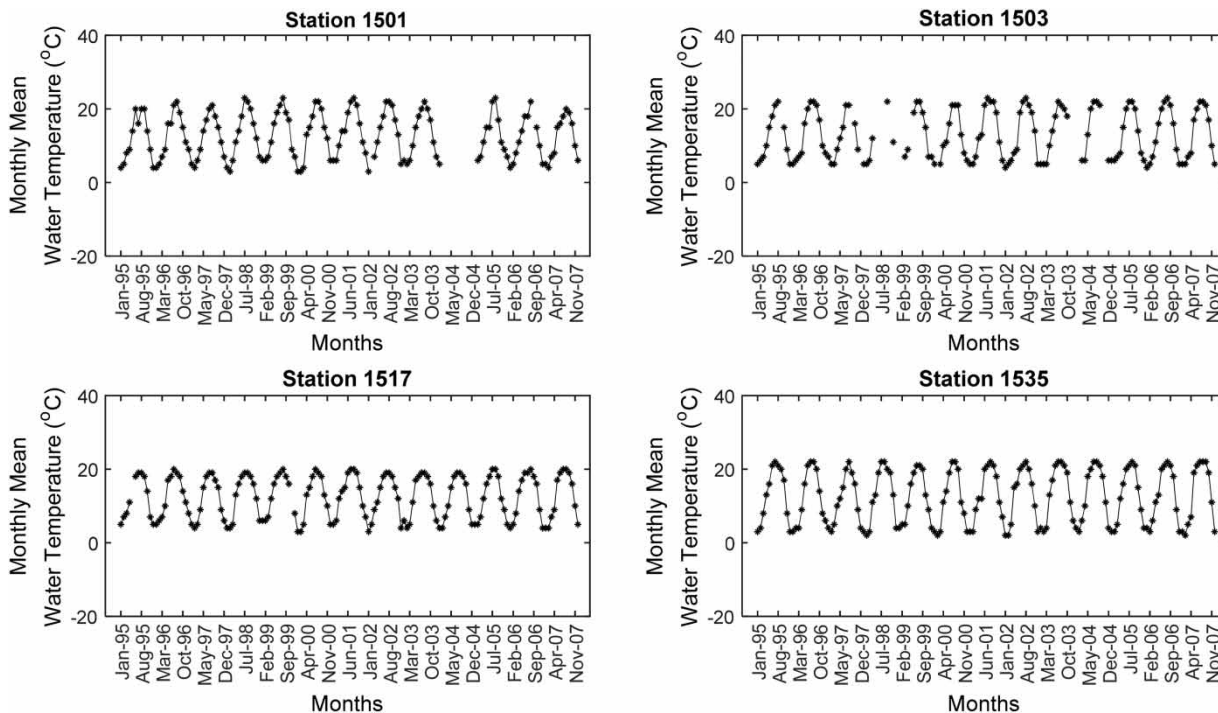 Station 1501
Monthly Mean
Water Temperature (°C)
40
20
0
-20
Jan-95
Aug-95
Mar-96
Oct-96
May-97
Dec-97
Jul-98
Feb-99
Sep-99
Apr-00
Nov-00
Jun-01
Jan-02
Aug-02
Mar-03
Oct-03
May-04
Dec-04
Jul-05
Feb-06
Sep-06
Apr-07
Nov-07
Months
Station 1503
Monthly Mean
Water Temperature (°C)
40
20
0
-20
Jan-95
Aug-95
Mar-96
Oct-96
May-97
Dec-97
Jul-98
Feb-99
Sep-99
Apr-00
Nov-00
Jun-01
Jan-02
Aug-02
Mar-03
Oct-03
May-04
Dec-04
Jul-05
Feb-06
Sep-06
Apr-07
Nov-07
Months
Station 1517
Monthly Mean
Water Temperature (°C)
40
20
0
-20
Jan-95
Aug-95
Mar-96
Oct-96
May-97
Dec-97
Jul-98
Feb-99
Sep-99
Apr-00
Nov-00
Jun-01
Jan-02
Aug-02
Mar-03
Oct-03
May-04
Dec-04
Jul-05
Feb-06
Sep-06
Apr-07
Nov-07
Months
Station 1535
Monthly Mean
Water Temperature (°C)
40
20
0
-20
Jan-95
Aug-95
Mar-96
Oct-96
May-97
Dec-97
Jul-98
Feb-99
Sep-99
Apr-00
Nov-00
Jun-01
Jan-02
Aug-02
Mar-03
Oct-03
May-04
Dec-04
Jul-05
Feb-06
Sep-06
Apr-07
Nov-07
Months